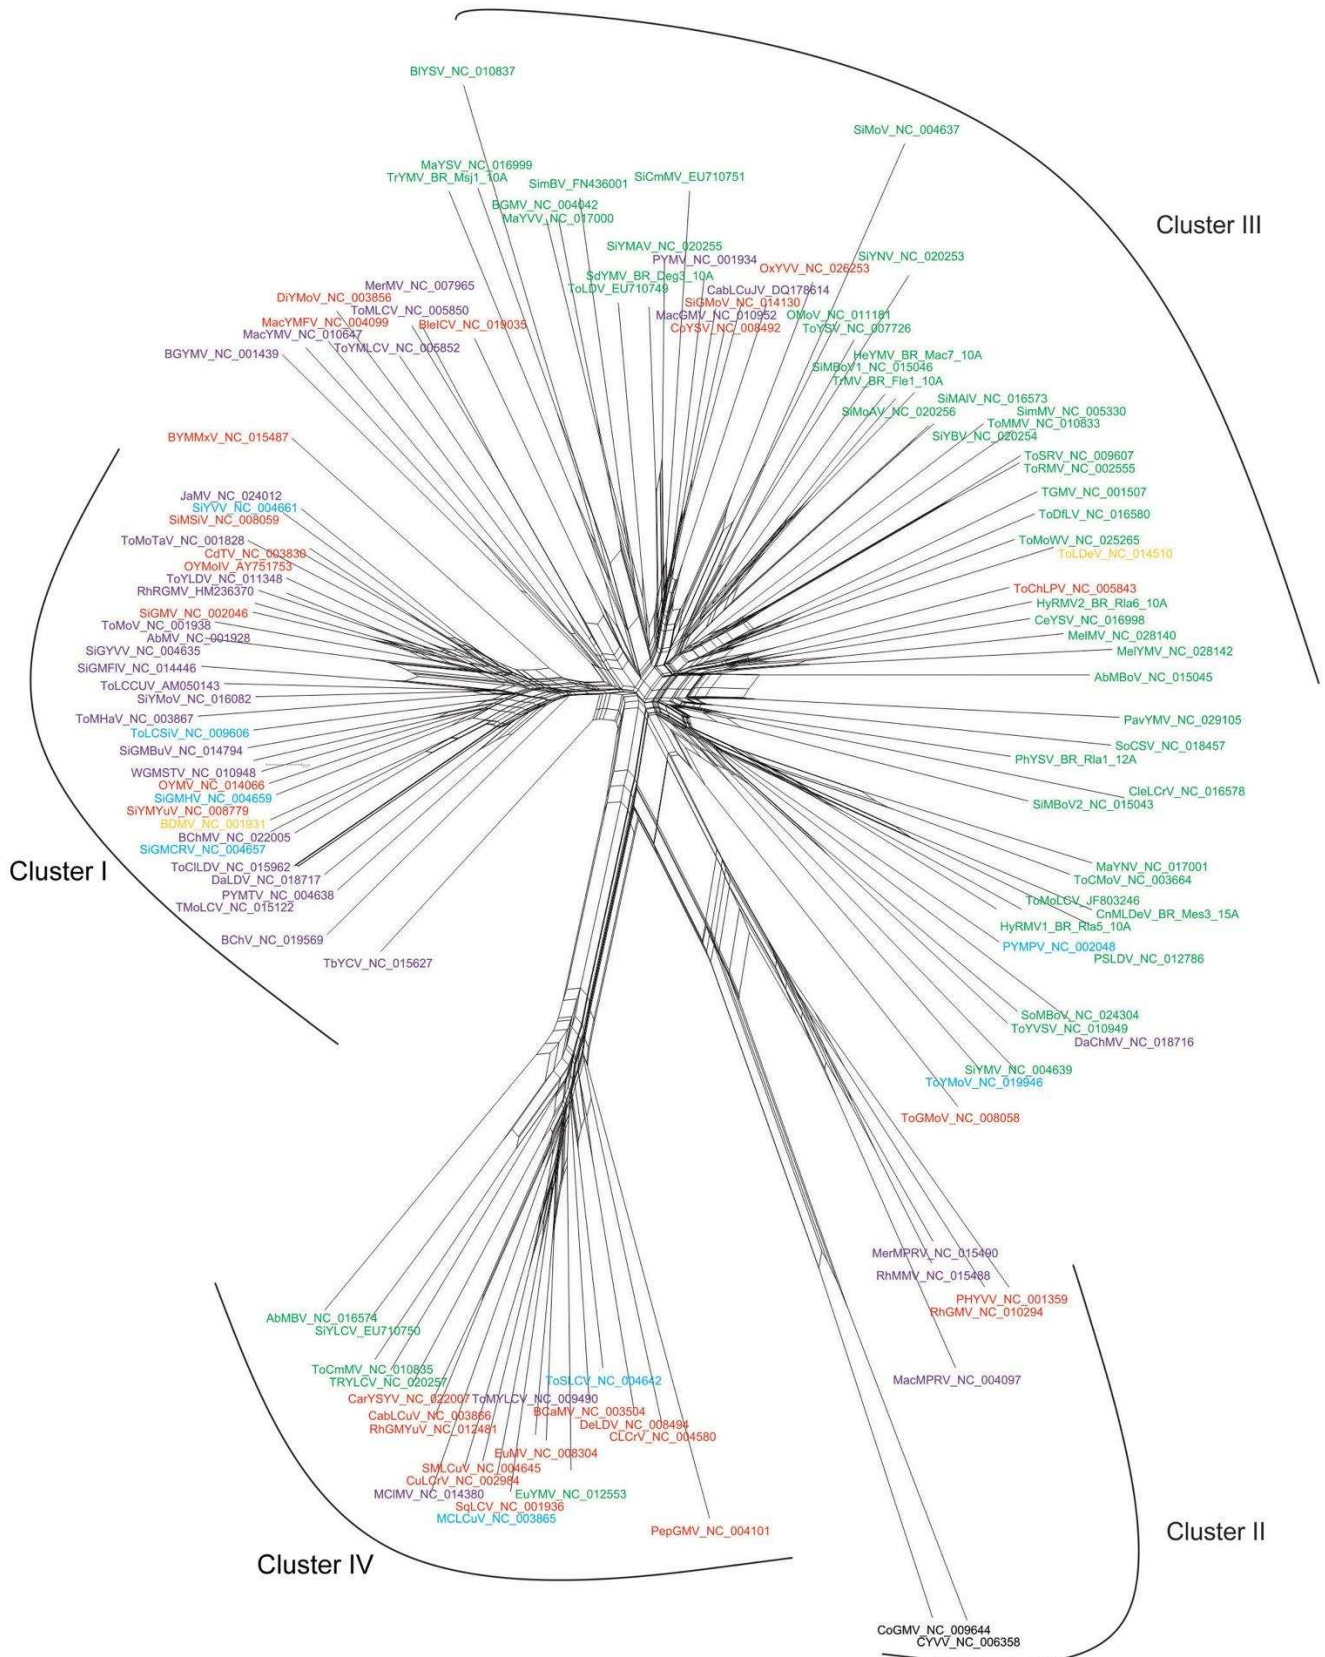 BlYSV_NC_010837
SiMoV_NC_004637
MaYSV_NC_016999
TrYMV_BR_Msj1_10A
SimBV_FN436001
SiCmMV_EU710751
BGMV_NC_004042
MaYVV_NC_017000
Cluster III
SiYMAV_NC_020255
PYMV_NC_001934
SiYNV_NC_020253
OxYVV_NC_026253
SdYMV_BR_Deg3_10A
ToLDV_EU710749
CabLCuJV_DQ178614
SiGMoV_NC_014130
MacGMV_NC_010952
CoYSV_NC_008492
OMoV_NC_011181
ToYSV_NC_007726
MerMV_NC_007965
DiYMoV_NC_003856
ToMLCV_NC_005850
MacYMFV_NC_004099
BleICV_NC_019035
MacYMV_NC_010647
ToYMLCV_NC_005852
BGYMV_NC_001439
HeYMV_BR_Mac7_10A
SiMBoV1_NC_015046
TrMV_BR_Fle1_10A
SiMAlV_NC_016573
SiMoAV_NC_020256
SimMV_NC_005330
ToMMV_NC_010833
SiYBV_NC_020254
BYMMxV_NC_015487
ToSRV_NC_009607
ToRMV_NC_002555
TGMV_NC_001507
ToDfLV_NC_016580
ToMoWV_NC_025265
ToLDeV_NC_014510
ToChLPV_NC_005843
HyRMV2_BR_Rla6_10A
CeYSV_NC_016998
MelMV_NC_028140
MelYMV_NC_028142
AbMBoV_NC_015045
PavYMV_NC_029105
SoCSV_NC_018457
PhYSV_BR_Rla1_12A
CleLCrV_NC_016578
SiMBoV2_NC_015043
JaMV_NC_024012
SiYVV_NC_004661
SiMSiV_NC_008059
ToMoTaV_NC_001828
CdTV_NC_003830
OYMolV_AY751753
ToYLDV_NC_011348
RhRGMV_HM236370
SiGMV_NC_002046
ToMoV_NC_001938
AbMV_NC_001928
SiGYVV_NC_004635
SiGMFlV_NC_014446
ToLCCUV_AM050143
SiYMoV_NC_016082
ToMHaV_NC_003867
ToLCSiV_NC_009606
SiGMBuV_NC_014794
WGMSTV_NC_010948
OYMV_NC_014066
SiGMHV_NC_004659
SiYMYuV_NC_008779
BDMV_NC_001931
BChMV_NC_022005
SiGMCRV_NC_004657
Cluster I
ToClLDV_NC_015962
DaLDV_NC_018717
PYMTV_NC_004638
TMoLCV_NC_015122
BChV_NC_019569
TbYCV_NC_015627
MaYNV_NC_017001
ToCMoV_NC_003664
ToMoLCV_JF803246
CnMLDeV_BR_Mes3_15A
HyRMV1_BR_Rla5_10A
PYMPV_NC_002048
PSLDV_NC_012786
SoMBoV_NC_024304
ToYVSV_NC_010949
DaChMV_NC_018716
SiYMV_NC_004639
ToYMoV_NC_019946
ToGMoV_NC_008058
MerMPRV_NC_015490
RhMMV_NC_015488
PHYVV_NC_001359
RhGMV_NC_010294
MacMPRV_NC_004097
AbMBV_NC_016574
SiYLCV_EU710750
ToCmMV_NC_010835
TRYLCV_NC_020257
CarYSYV_NC_022007
ToMYLCV_NC_009490
ToSLCV_NC_004642
CabLCuV_NC_003866
BCaMV_NC_003504
RhGMYuV_NC_012481
DeLDV_NC_008494
CLCrV_NC_004580
EuMV_NC_008304
SMLCuV_NC_004645
CuLCrV_NC_002984
MClMV_NC_014380
EuYMV_NC_012553
SqLCV_NC_001936
MCLCuV_NC_003865
PepGMV_NC_004101
Cluster II
Cluster IV
CoGMV_NC_009644
CYVV_NC_006358